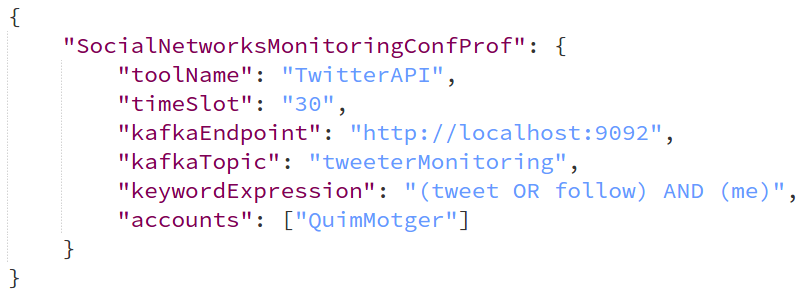 {
    "SocialNetworksMonitoringConfProf": {
        "toolName": "TwitterAPI",
        "timeSlot": "30",
        "kafkaEndpoint": "http://localhost:9092",
        "kafkaTopic": "tweeterMonitoring",
        "keywordExpression": "(tweet OR follow) AND (me)",
        "accounts": ["QuimMotger"]
    }
}